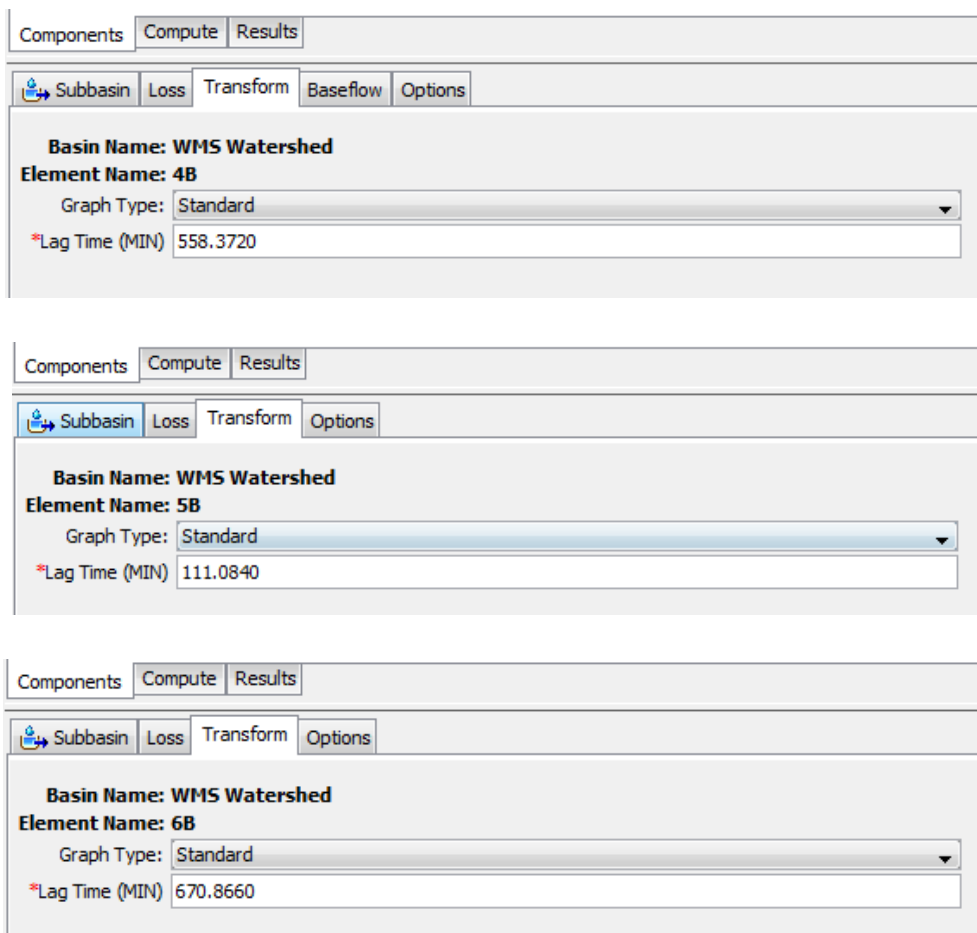 Components Compute Results
Subbasin Loss Transform Baseflow Options
Basin Name: WMS Watershed
Element Name: 4B
Graph Type: Standard
*Lag Time (MIN) 558.3720
Components Compute Results
Subbasin Loss Transform Options
Basin Name: WMS Watershed
Element Name: 5B
Graph Type: Standard
*Lag Time (MIN) 111.0840
Components Compute Results
Subbasin Loss Transform Options
Basin Name: WMS Watershed
Element Name: 6B
Graph Type: Standard
*Lag Time (MIN) 670.8660